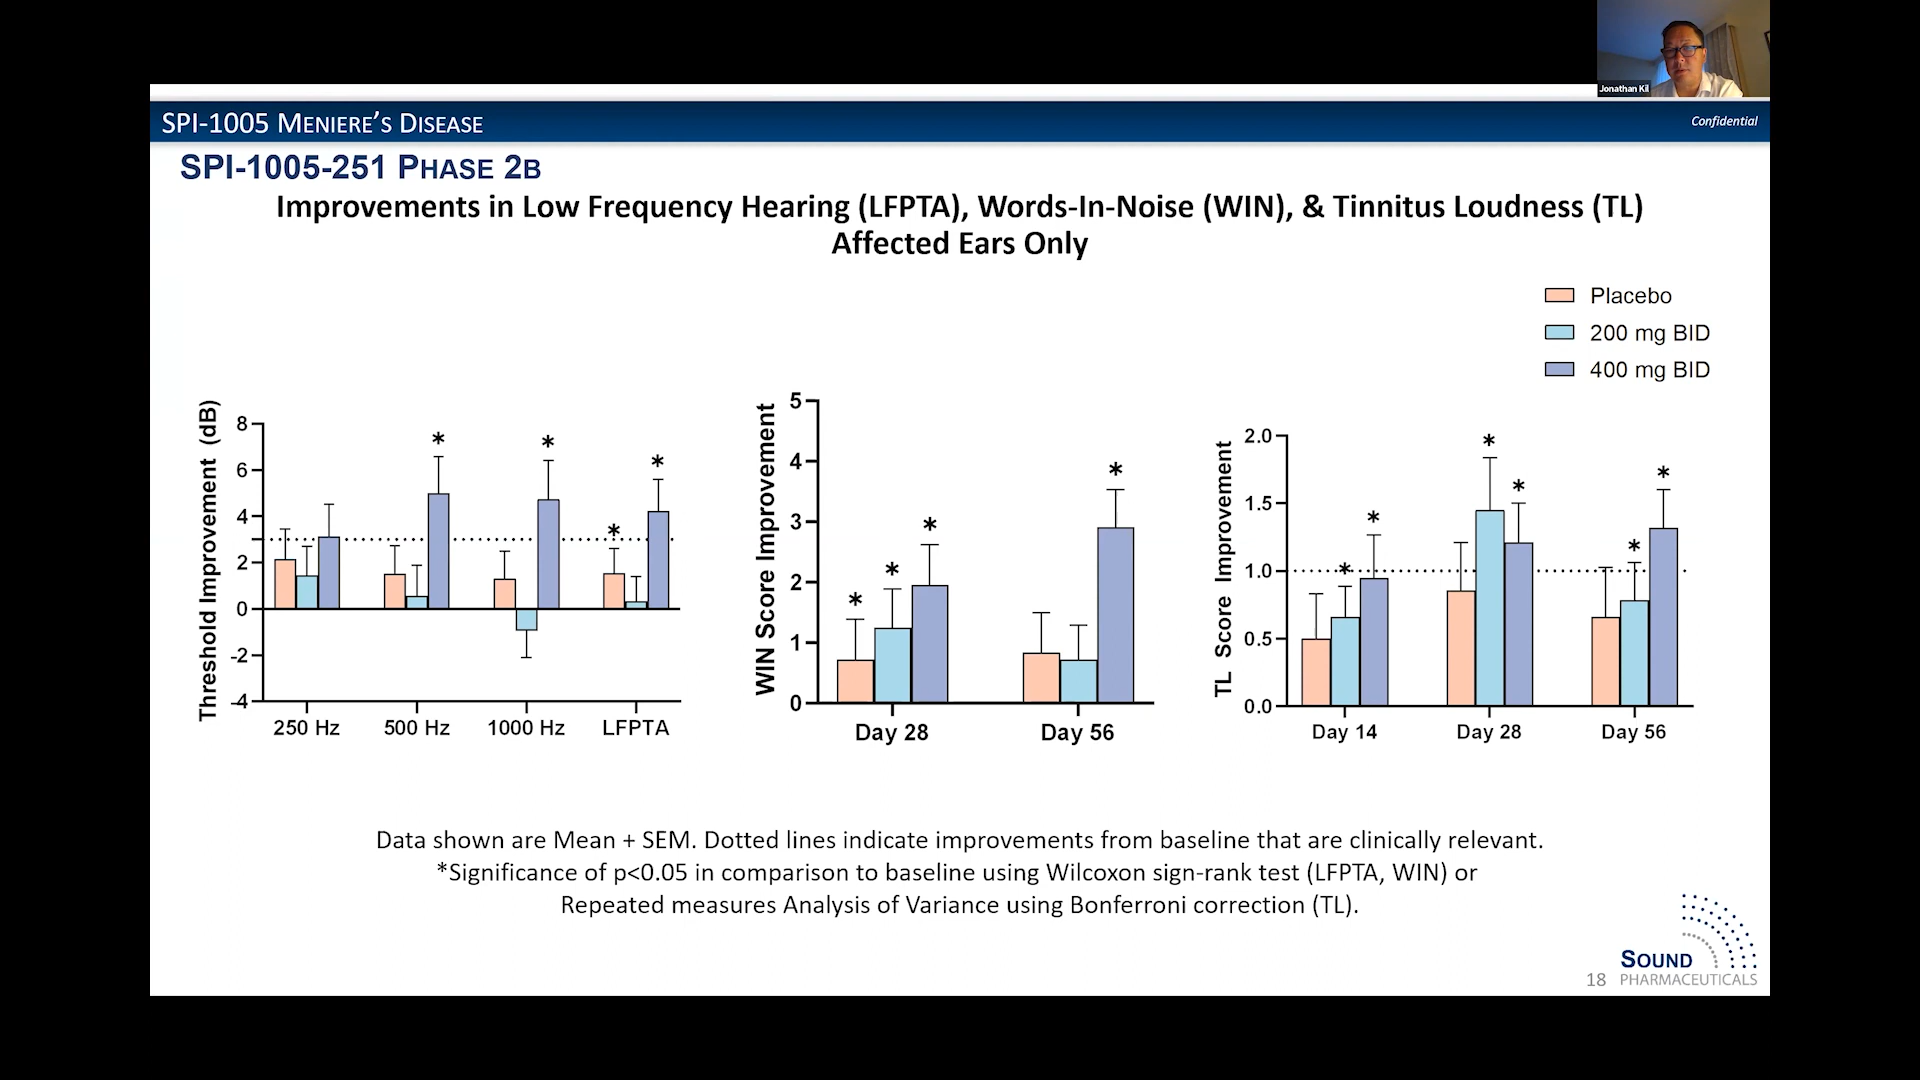 Jonathan Kil
SPI-1005 MENIERE'S DISEASE
Confidential
SPI-1005-251 PHASE 2B
Improvements in Low Frequency Hearing (LFPTA), Words-In-Noise (WIN), & Tinnitus Loudness (TL)
Affected Ears Only
Placebo
200 mg BID
400 mg BID
Threshold Improvement (dB)
8
6
4
2
0
-2
-4
250 Hz
500 Hz
1000 Hz
LFPTA
*
*
*
*
WIN Score Improvement
5
4
3
2
1
0
Day 28
Day 56
*
*
*
*
TL Score Improvement
2.0
1.5
1.0
0.5
0.0
Day 14
Day 28
Day 56
*
*
*
*
*
*
Data shown are Mean + SEM. Dotted lines indicate improvements from baseline that are clinically relevant.
*Significance of p<0.05 in comparison to baseline using Wilcoxon sign-rank test (LFPTA, WIN) or
Repeated measures Analysis of Variance using Bonferroni correction (TL).
18
SOUND
PHARMACEUTICALS